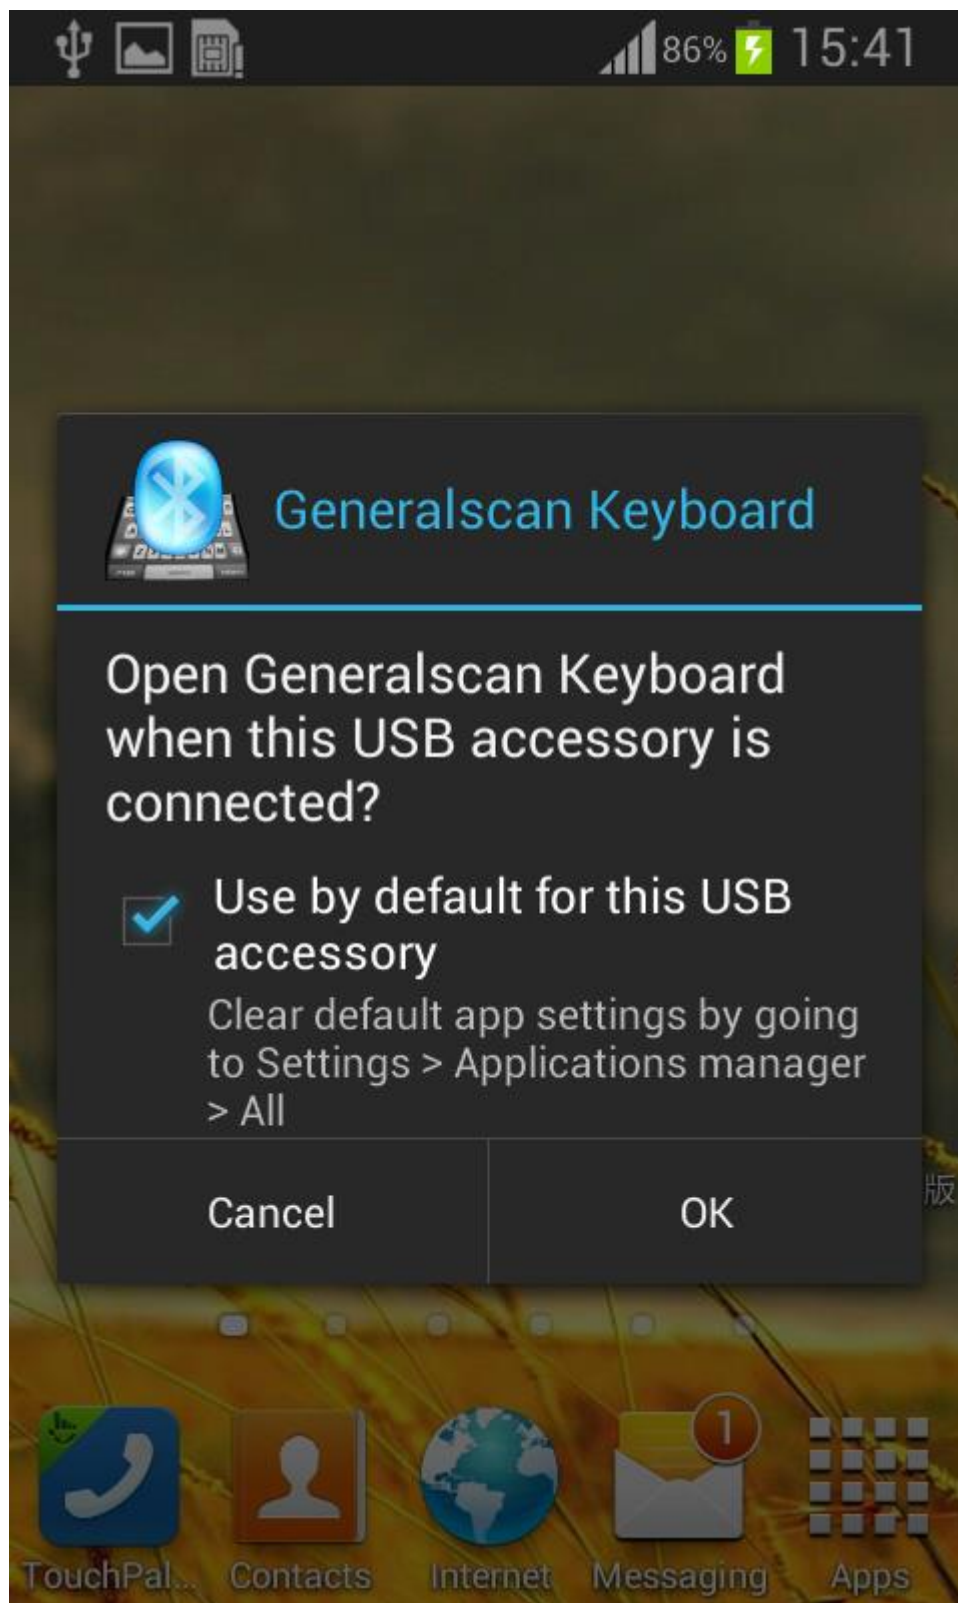 86% 15:41
Generalscan Keyboard
Open Generalscan Keyboard
when this USB accessory is
connected?
Use by default for this USB
accessory
Clear default app settings by going
to Settings > Applications manager
> All
Cancel OK
版
1
TouchPal... Contacts Internet Messaging Apps